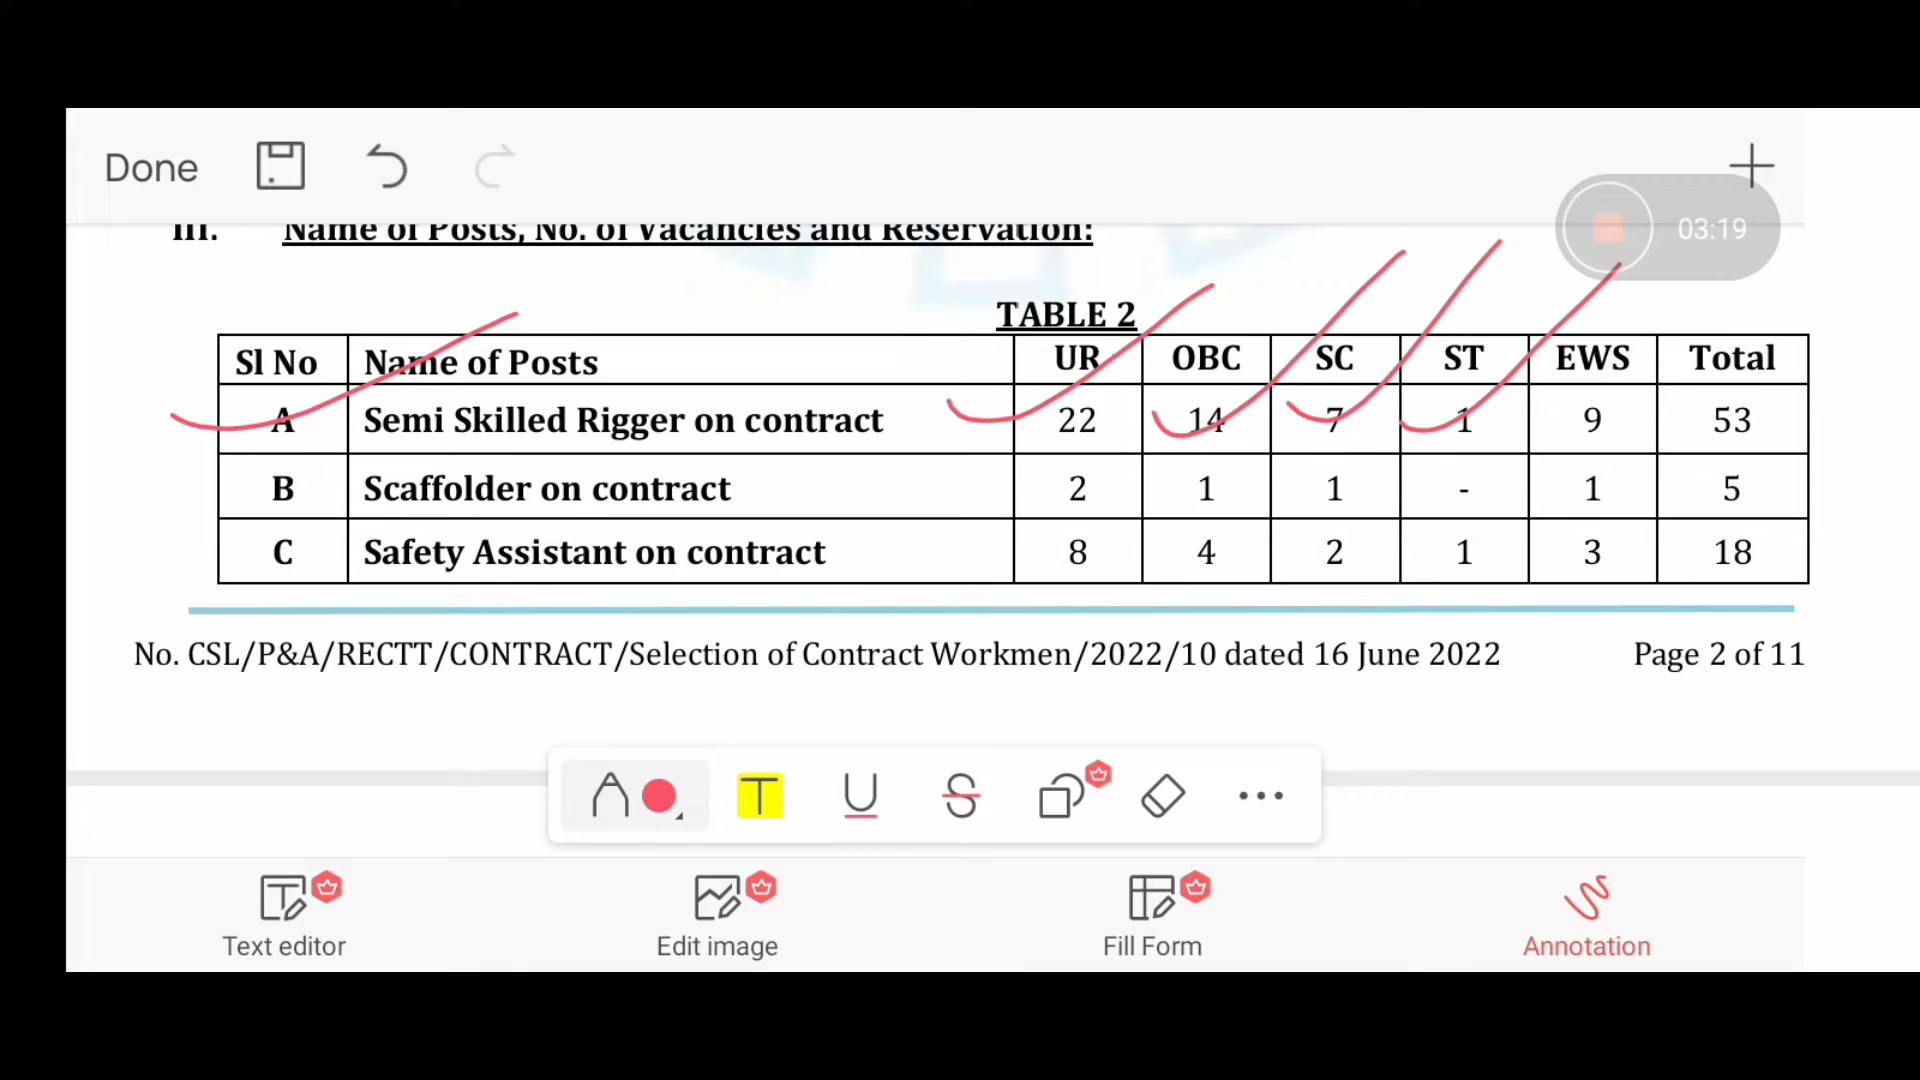 Done
03:19
III. Name of Posts, No. of Vacancies and Reservation:
TABLE 2
Sl No Name of Posts UR OBC SC ST EWS Total
A Semi Skilled Rigger on contract 22 14 7 1 9 53
B Scaffolder on contract 2 1 1 - 1 5
C Safety Assistant on contract 8 4 2 1 3 18
No. CSL/P&A/RECTT/CONTRACT/Selection of Contract Workmen/2022/10 dated 16 June 2022 Page 2 of 11
Text editor Edit image Fill Form Annotation